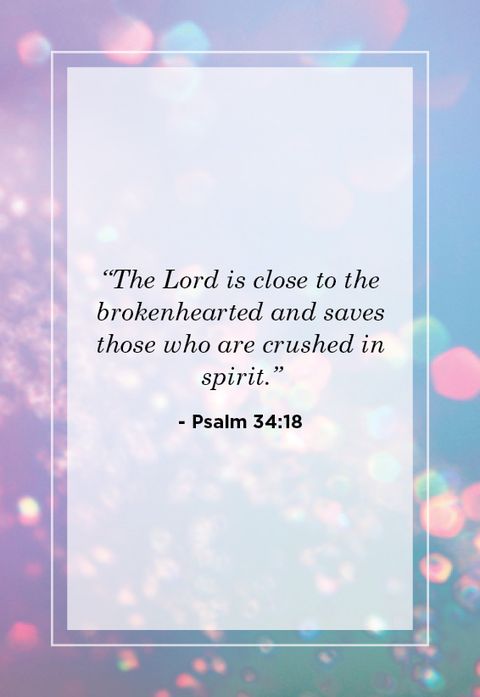 “The Lord is close to the
brokenhearted and saves
those who are crushed in
spirit.”
- Psalm 34:18